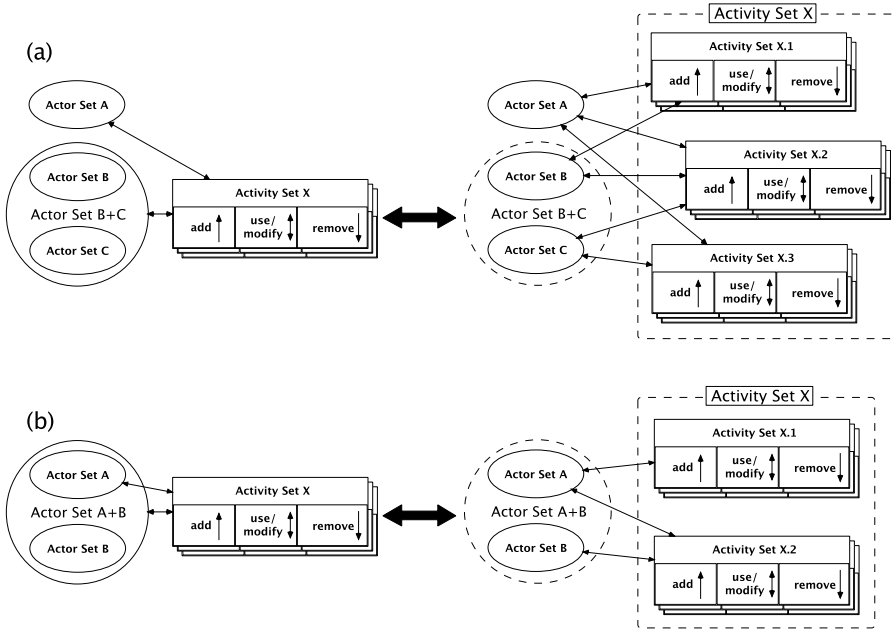 (a)
Actor Set A
Actor Set B
Actor Set B+C
Actor Set C
Activity Set X
add
use/
modify
remove
Actor Set A
Actor Set B
Actor Set B+C
Actor Set C
Activity Set X
Activity Set X.1
add
use/
modify
remove
Activity Set X.2
add
use/
modify
remove
Activity Set X.3
add
use/
modify
remove
(b)
Actor Set A
Actor Set A+B
Actor Set B
Activity Set X
add
use/
modify
remove
Actor Set A
Actor Set A+B
Actor Set B
Activity Set X
Activity Set X.1
add
use/
modify
remove
Activity Set X.2
add
use/
modify
remove